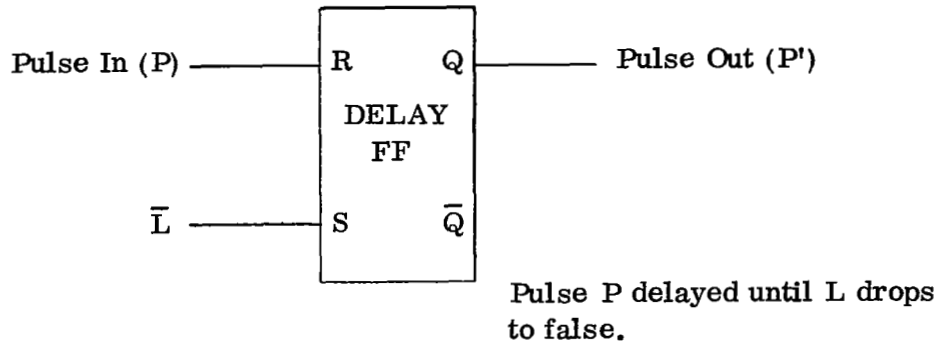 Pulse In (P)
R
Q
Pulse Out (P')
DELAY
FF
L̅
S
Q̅
Pulse P delayed until L drops
to false.